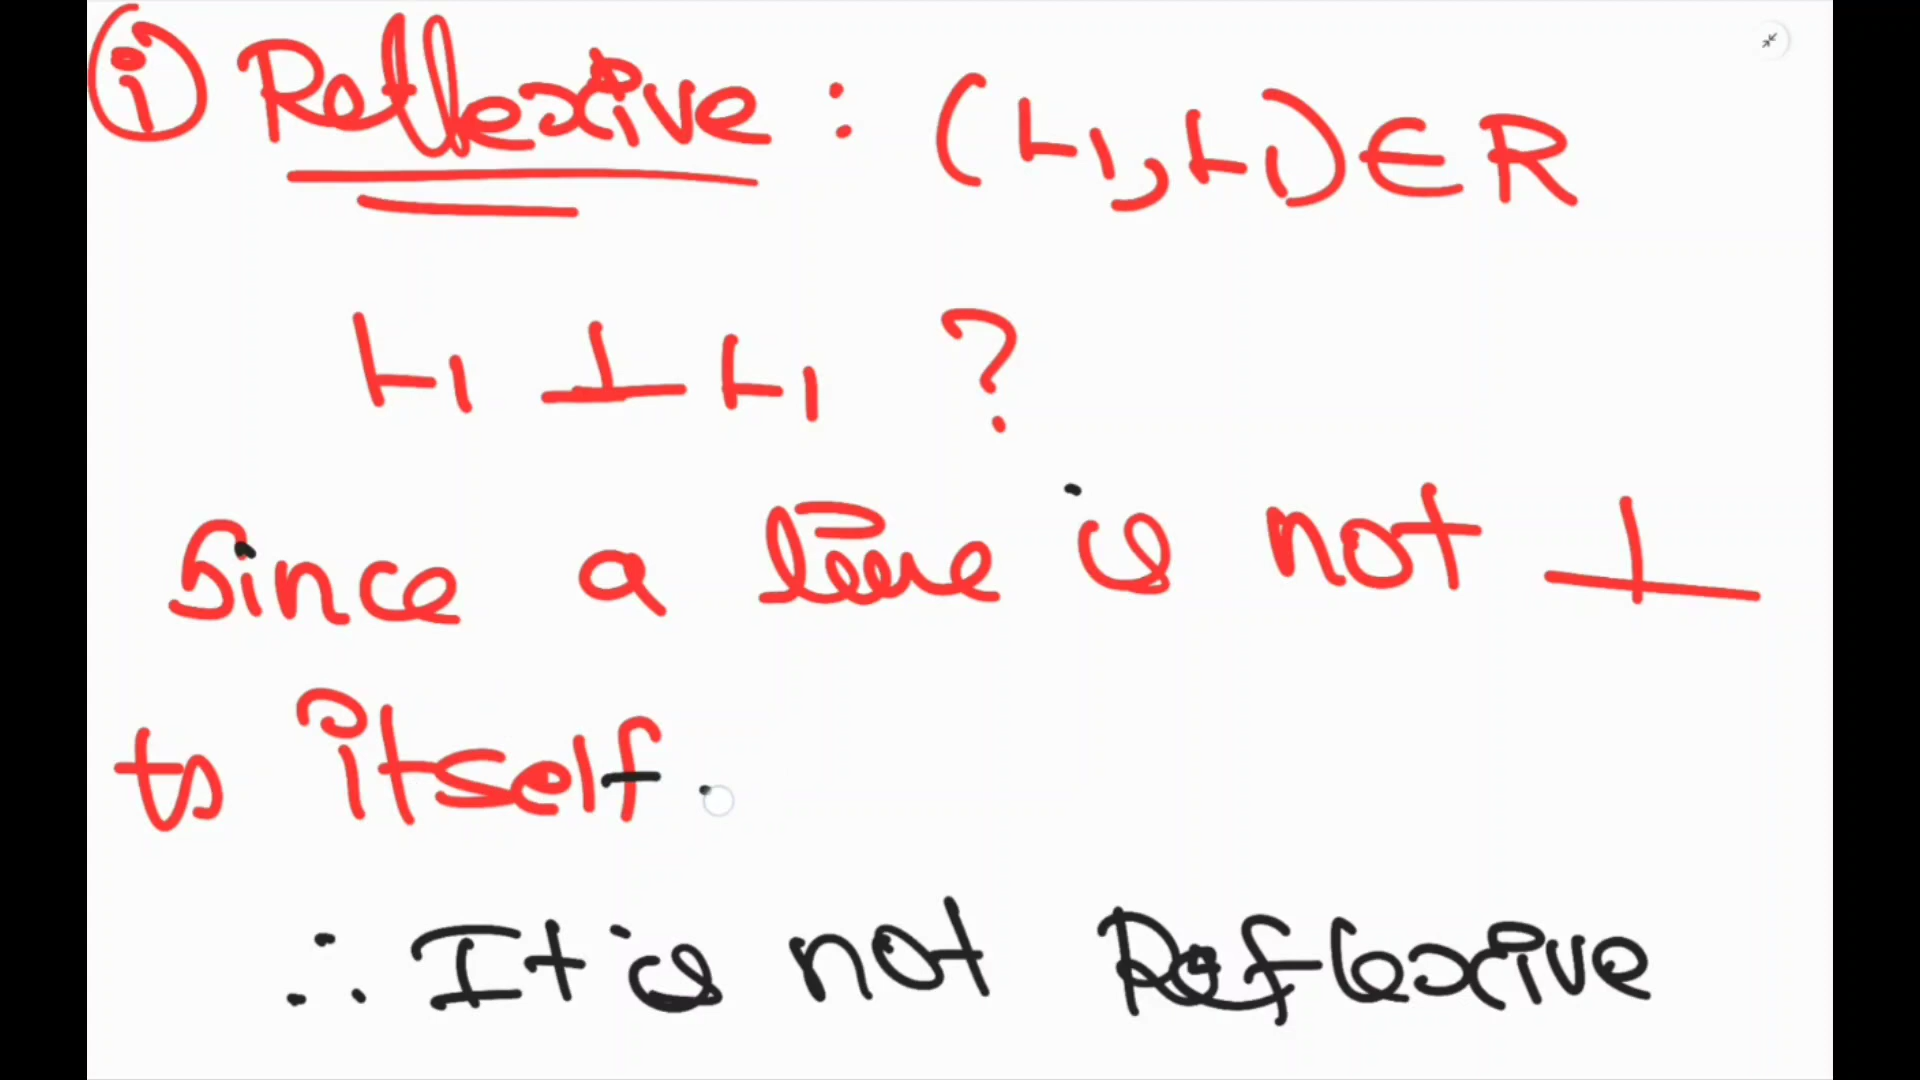 (i) Reflexive : (L1, L1) ∈ R
L1 ⊥ L1 ?
Since a line is not ⊥
to itself.
∴ It is not Reflexive